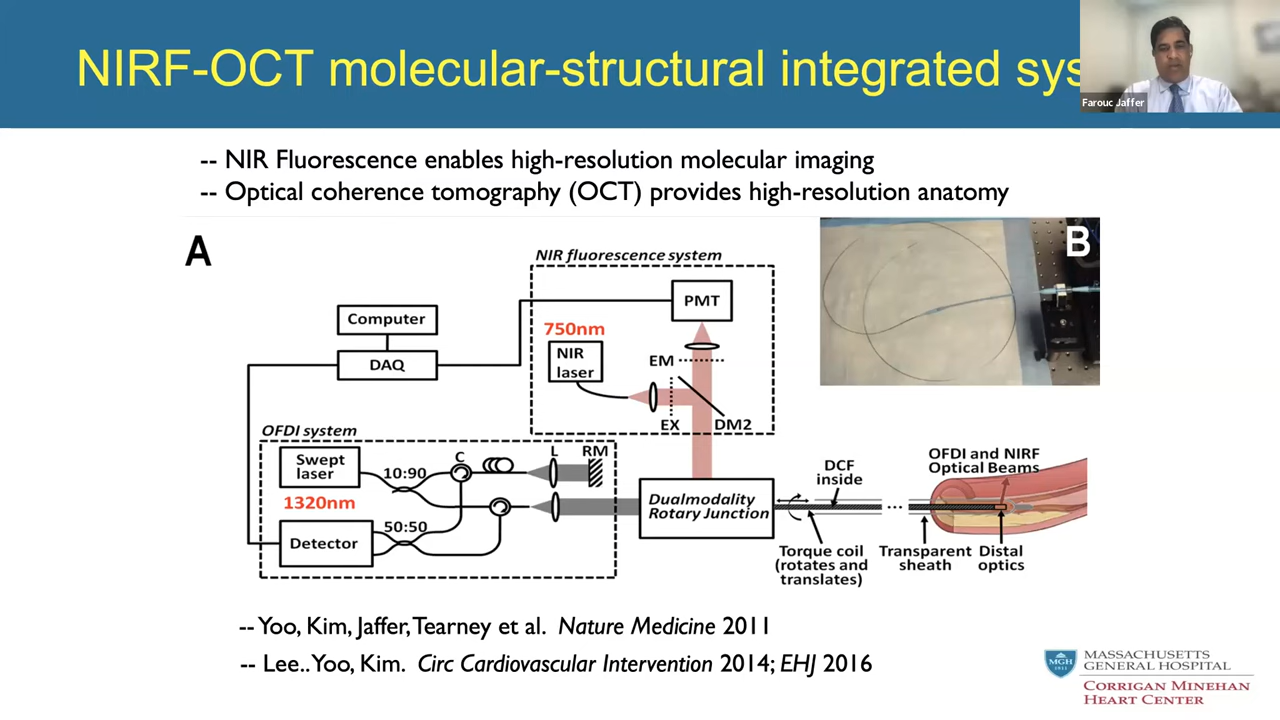 NIRF-OCT molecular-structural integrated sys
Farouc Jaffer
-- NIR Fluorescence enables high-resolution molecular imaging
-- Optical coherence tomography (OCT) provides high-resolution anatomy
A
B
NIR fluorescence system
PMT
750nm
NIR
laser
EM
EX
DM2
Computer
DAQ
OFDI system
Swept
laser
1320nm
10:90
C
L
RM
50:50
Detector
Dualmodality
Rotary Junction
DCF
inside
OFDI and NIRF
Optical Beams
...
Torque coil
(rotates and
translates)
Transparent
sheath
Distal
optics
-- Yoo, Kim, Jaffer, Tearney et al. Nature Medicine 2011
-- Lee.. Yoo, Kim. Circ Cardiovascular Intervention 2014; EHJ 2016
MGH
1811
MASSACHUSETTS
GENERAL HOSPITAL
CORRIGAN MINEHAN
HEART CENTER